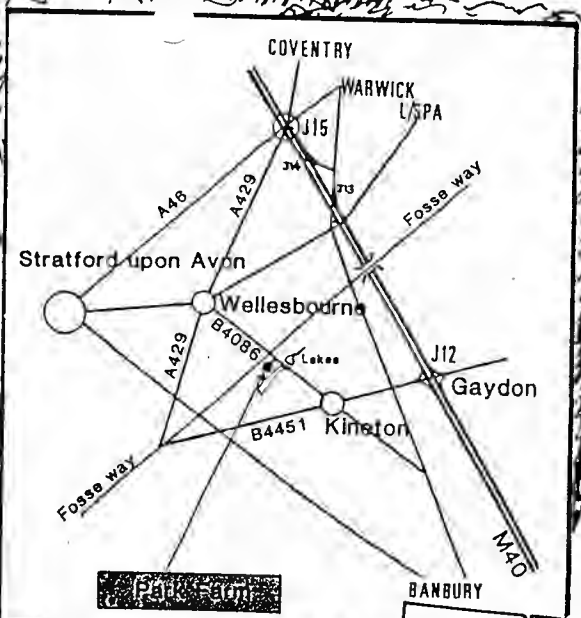 COVENTRY
WARWICK
L/SPA
J15
J14
J13
A46
A429
Fosse way
Stratford upon Avon
Wellesbourne
B4086
Lakes
A429
J12
Gaydon
Kineton
B4451
Fosse way
M40
Park Farm
BANBURY